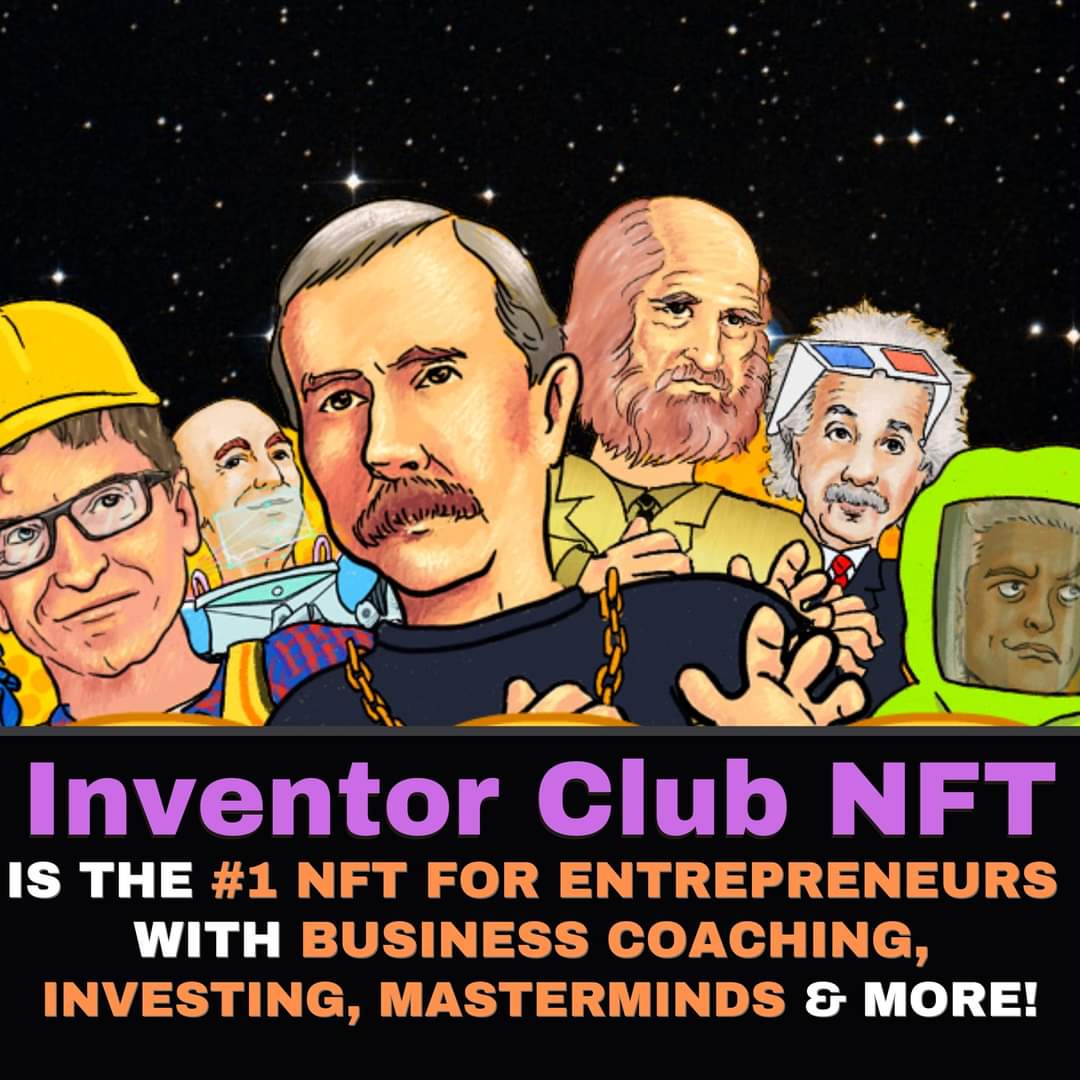 Inventor Club NFT
IS THE #1 NFT FOR ENTREPRENEURS
WITH BUSINESS COACHING,
INVESTING, MASTERMINDS & MORE!